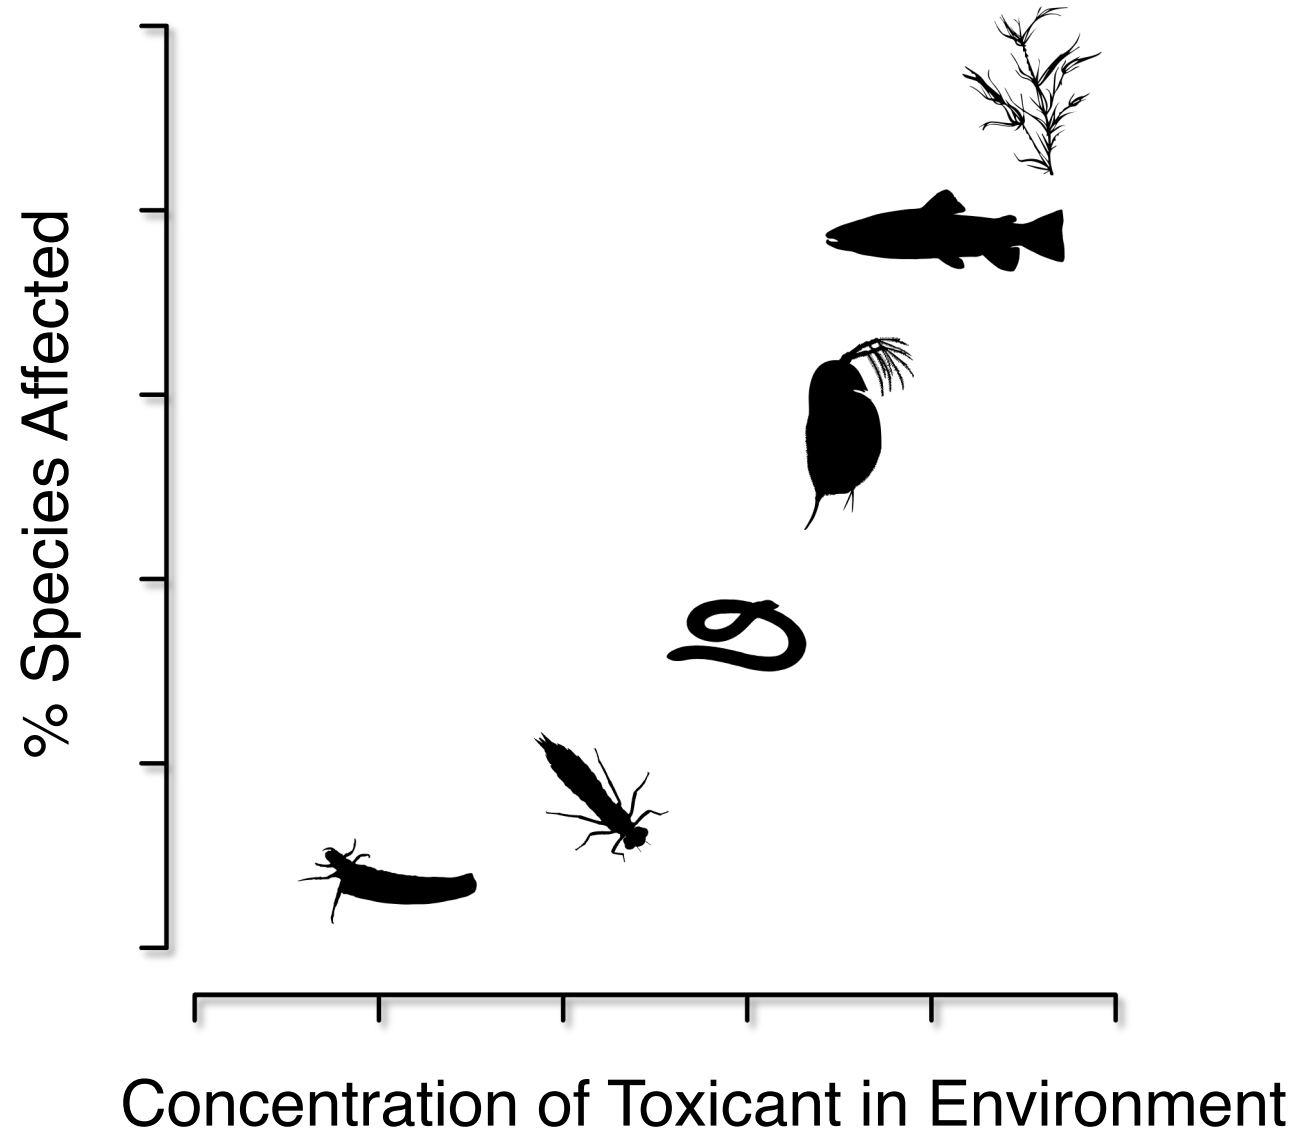 % Species Affected
Concentration of Toxicant in Environment